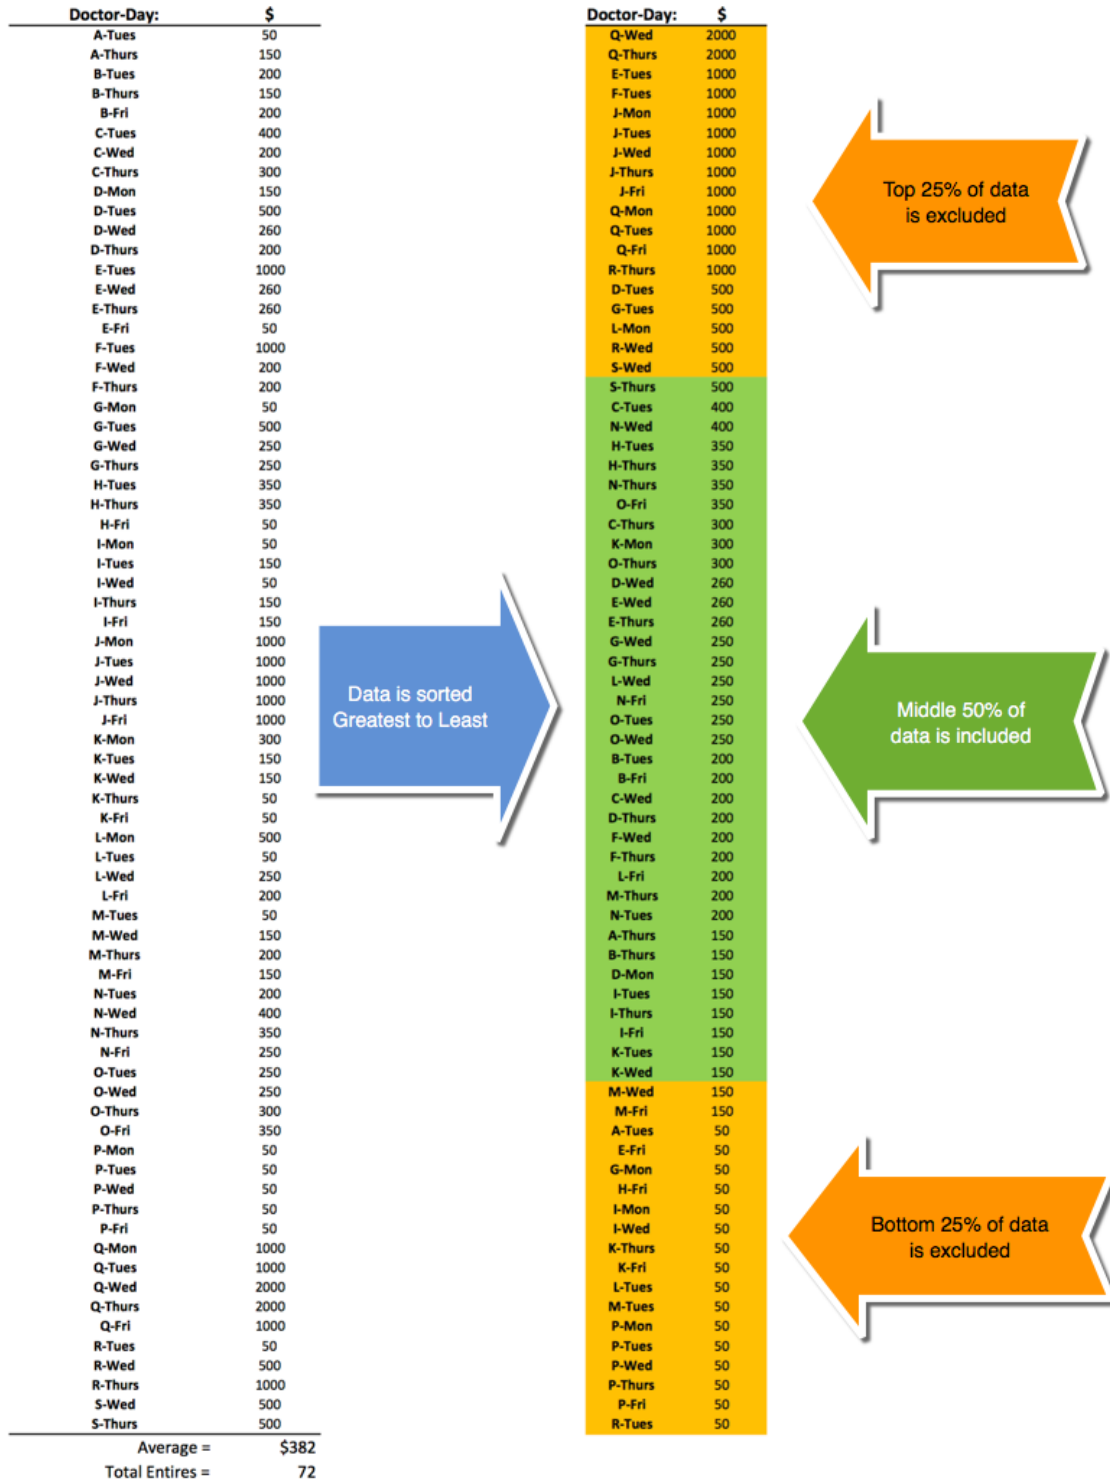 Doctor-Day: $
A-Tues 50
A-Thurs 150
B-Tues 200
B-Thurs 150
B-Fri 200
C-Tues 400
C-Wed 200
C-Thurs 300
D-Mon 150
D-Tues 500
D-Wed 260
D-Thurs 200
E-Tues 1000
E-Wed 260
E-Thurs 260
E-Fri 50
F-Tues 1000
F-Wed 200
F-Thurs 200
G-Mon 50
G-Tues 500
G-Wed 250
G-Thurs 250
H-Tues 350
H-Thurs 350
H-Fri 50
I-Mon 50
I-Tues 150
I-Wed 50
I-Thurs 150
I-Fri 150
J-Mon 1000
J-Tues 1000
J-Wed 1000
J-Thurs 1000
J-Fri 1000
K-Mon 300
K-Tues 150
K-Wed 150
K-Thurs 50
K-Fri 50
L-Mon 500
L-Tues 50
L-Wed 250
L-Fri 200
M-Tues 50
M-Wed 150
M-Thurs 200
M-Fri 150
N-Tues 200
N-Wed 400
N-Thurs 350
N-Fri 250
O-Tues 250
O-Wed 250
O-Thurs 300
O-Fri 350
P-Mon 50
P-Tues 50
P-Wed 50
P-Thurs 50
P-Fri 50
Q-Mon 1000
Q-Tues 1000
Q-Wed 2000
Q-Thurs 2000
Q-Fri 1000
R-Tues 50
R-Wed 500
R-Thurs 1000
S-Wed 500
S-Thurs 500
Average = $382
Total Entires = 72
Data is sorted
Greatest to Least
Doctor-Day: $
Q-Wed 2000
Q-Thurs 2000
E-Tues 1000
F-Tues 1000
J-Mon 1000
J-Tues 1000
J-Wed 1000
J-Thurs 1000
J-Fri 1000
Q-Mon 1000
Q-Tues 1000
Q-Fri 1000
R-Thurs 1000
D-Tues 500
G-Tues 500
L-Mon 500
R-Wed 500
S-Wed 500
S-Thurs 500
C-Tues 400
N-Wed 400
H-Tues 350
H-Thurs 350
N-Thurs 350
O-Fri 350
C-Thurs 300
K-Mon 300
O-Thurs 300
D-Wed 260
E-Wed 260
E-Thurs 260
G-Wed 250
G-Thurs 250
L-Wed 250
N-Fri 250
O-Tues 250
O-Wed 250
B-Tues 200
B-Fri 200
C-Wed 200
D-Thurs 200
F-Wed 200
F-Thurs 200
L-Fri 200
M-Thurs 200
N-Tues 200
A-Thurs 150
B-Thurs 150
D-Mon 150
I-Tues 150
I-Thurs 150
I-Fri 150
K-Tues 150
K-Wed 150
M-Wed 150
M-Fri 150
A-Tues 50
E-Fri 50
G-Mon 50
H-Fri 50
I-Mon 50
I-Wed 50
K-Thurs 50
K-Fri 50
L-Tues 50
M-Tues 50
P-Mon 50
P-Tues 50
P-Wed 50
P-Thurs 50
P-Fri 50
R-Tues 50
Top 25% of data
is excluded
Middle 50% of
data is included
Bottom 25% of data
is excluded